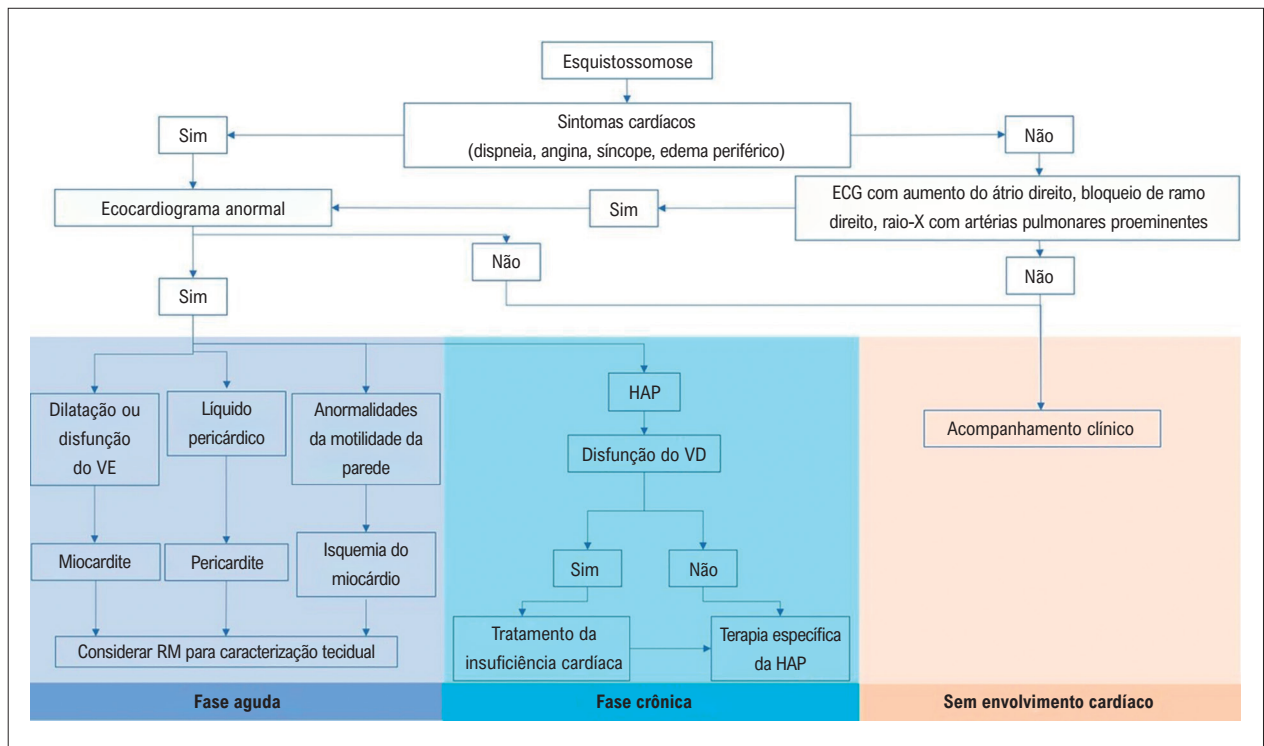 Esquistossomose
Sintomas cardíacos
(dispneia, angina, síncope, edema periférico)
Sim
Não
Ecocardiograma anormal
Sim
ECG com aumento do átrio direito, bloqueio de ramo
direito, raio-X com artérias pulmonares proeminentes
Não
Não
Sim
Dilatação ou
disfunção
do VE
Líquido
pericárdico
Anormalidades
da motilidade da
parede
HAP
Disfunção do VD
Acompanhamento clínico
Miocardite
Pericardite
Isquemia do
miocárdio
Sim
Não
Considerar RM para caracterização tecidual
Tratamento da
insuficiência cardíaca
Terapia específica
da HAP
Fase aguda
Fase crônica
Sem envolvimento cardíaco